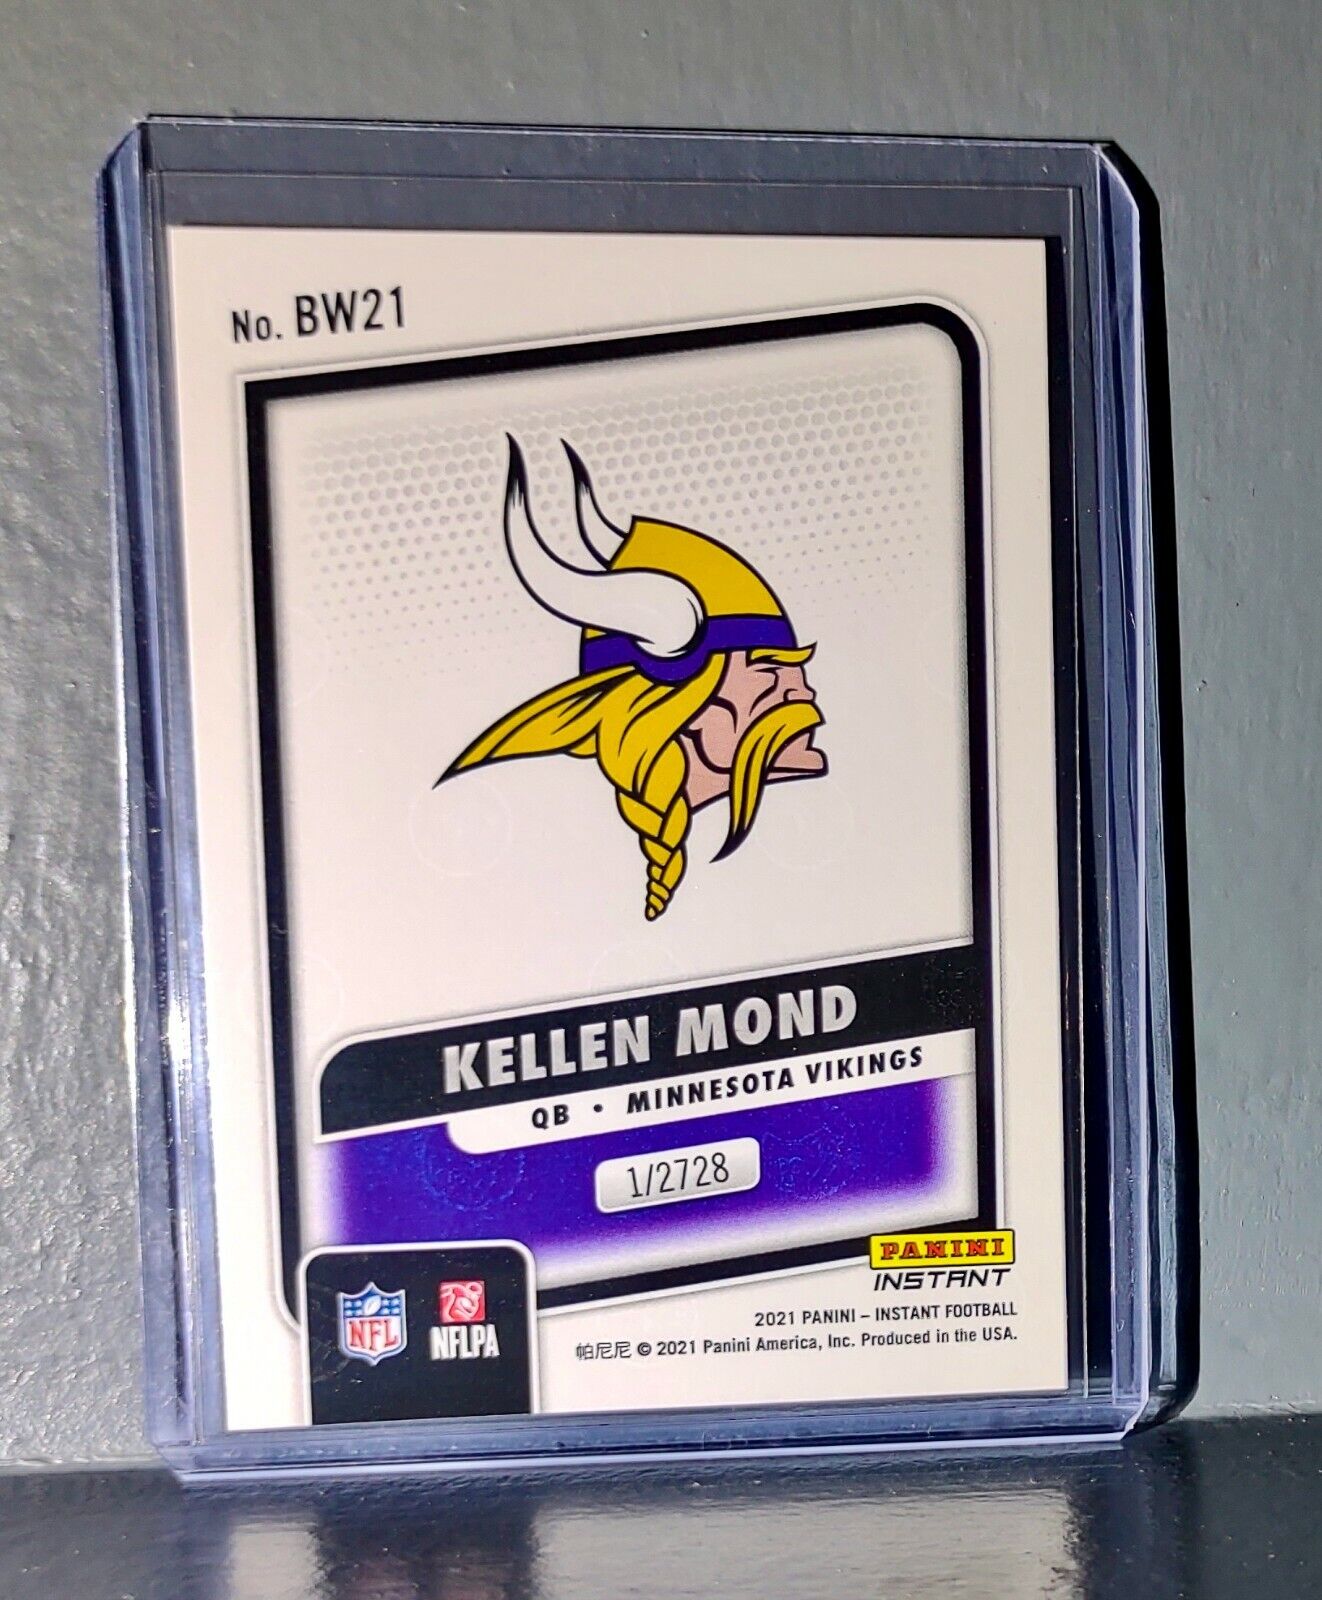 No. BW21
KELLEN MOND
QB • MINNESOTA VIKINGS
1/2728
PANINI
INSTANT
NFL
NFLPA
2021 PANINI – INSTANT FOOTBALL
帕尼尼 © 2021 Panini America, Inc. Produced in the USA.